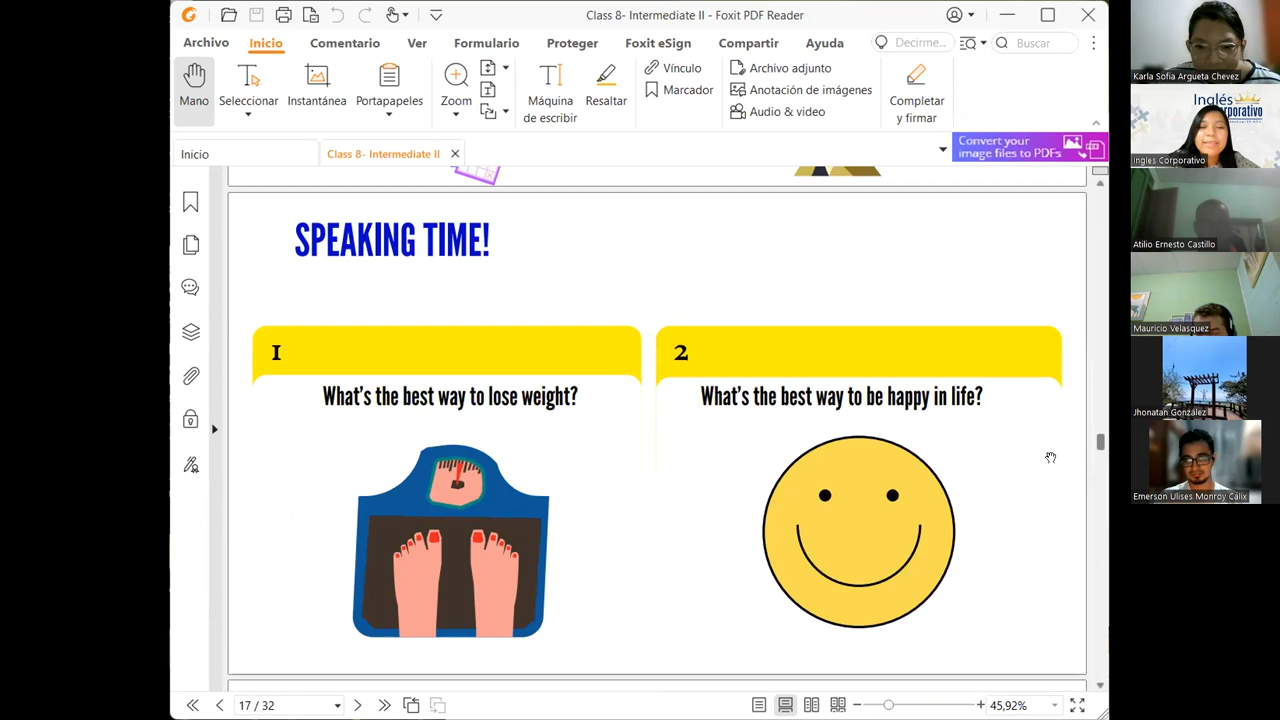 Class 8- Intermediate II - Foxit PDF Reader
Archivo Inicio Comentario Ver Formulario Proteger Foxit eSign Compartir Ayuda Decirme... Buscar
Mano
Seleccionar
Instantánea
Portapapeles
Zoom
Máquina de escribir
Resaltar
Vínculo
Marcador
Archivo adjunto
Anotación de imágenes
Audio & video
Completar y firmar
Inicio
Class 8- Intermediate II
Convert your
image files to PDFs
SPEAKING TIME!
1
What's the best way to lose weight?
2
What's the best way to be happy in life?
17 / 32
45,92%
Karla Sofia Argueta Chevez
Inglés
Corporativo
Ingles Corporativo
Atilio Ernesto Castillo
Mauricio Velasquez
Jhonatan González
Emerson Ulises Monroy Cálix